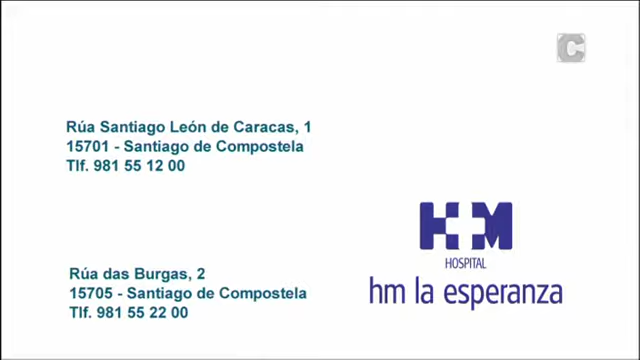 C
Rúa Santiago León de Caracas, 1
15701 - Santiago de Compostela
Tlf. 981 55 12 00
HM
HOSPITAL
hm la esperanza
Rúa das Burgas, 2
15705 - Santiago de Compostela
Tlf. 981 55 22 00